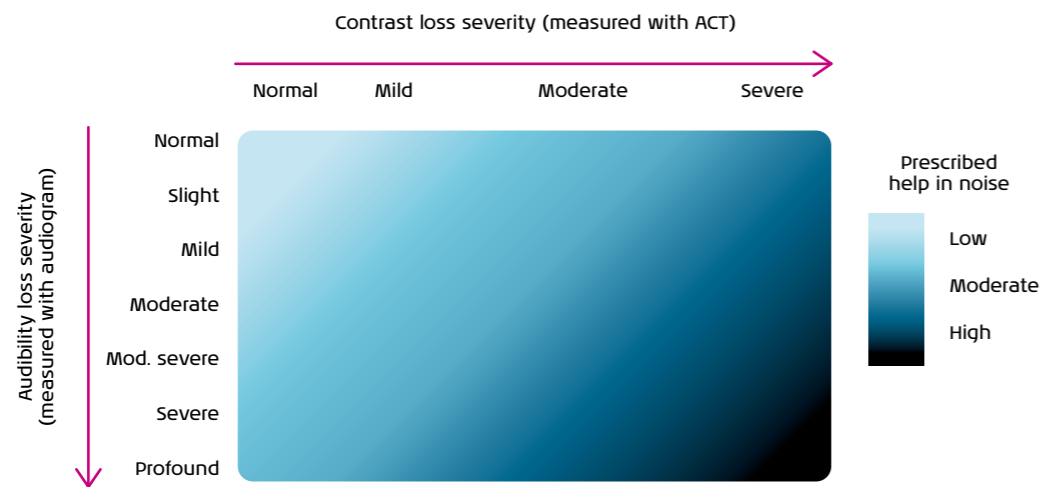 Contrast loss severity (measured with ACT)
Normal
Mild
Moderate
Severe
Audibility loss severity
(measured with audiogram)
Normal
Slight
Mild
Moderate
Mod. severe
Severe
Profound
Prescribed
help in noise
Low
Moderate
High